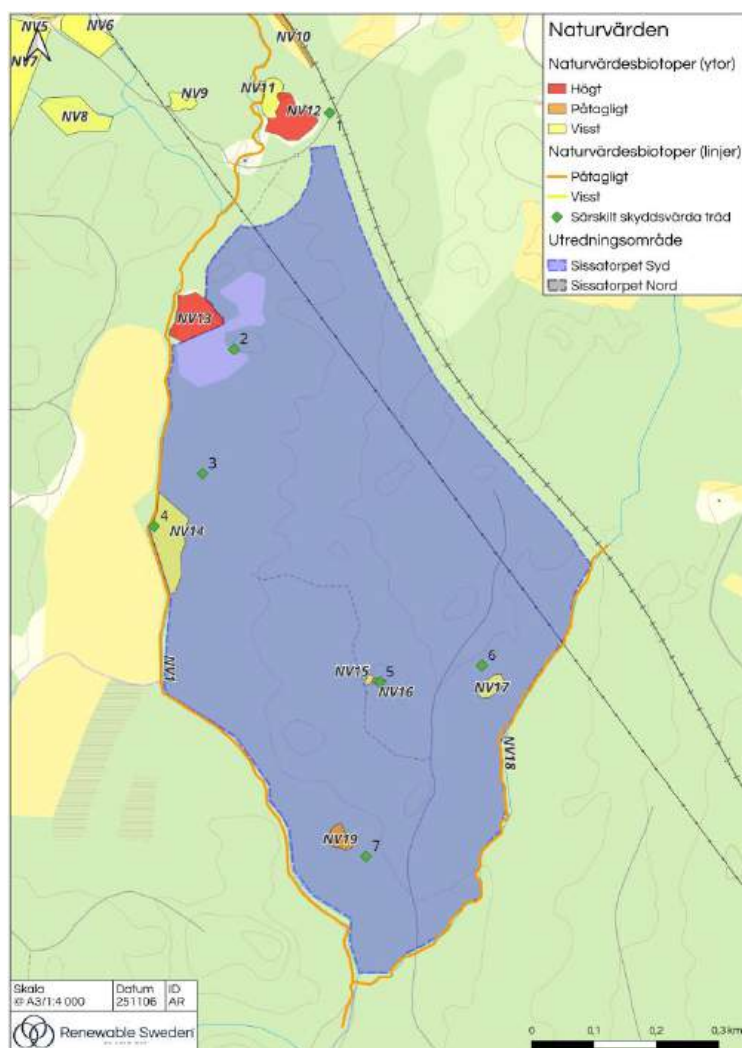 NV5
NV6
NV7
NV8
NV9
NV10
NV11
NV12
1
NV13
2
3
4
NV14
NV1
NV15
5
NV16
6
NV17
NV18
NV19
7
Naturvärden
Naturvärdesbiotoper (ytor)
Högt
Påtagligt
Visst
Naturvärdesbiotoper (linjer)
Påtagligt
Visst
Särskilt skyddsvärda träd
Utredningsområde
Sissatorpet Syd
Sissatorpet Nord
Skala Datum ID
@ A3/1:4 000 251106 AR
Renewable Sweden
0 0,1 0,2 0,3 km